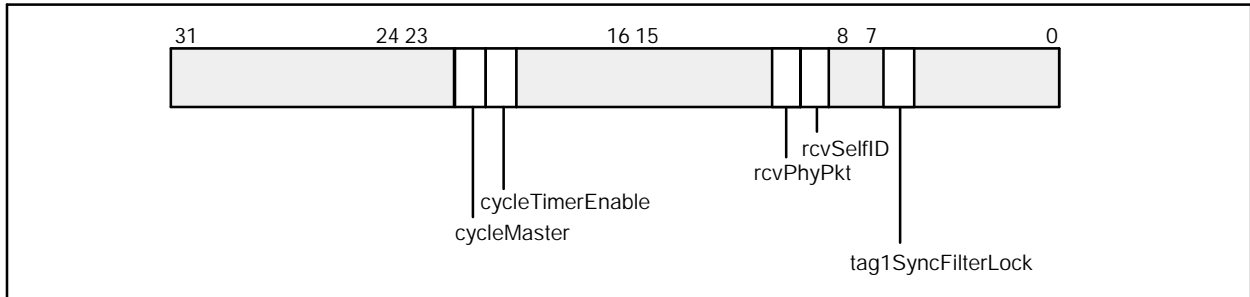 31 24 23 16 15 8 7 0
rcvSelfID
rcvPhyPkt
cycleTimerEnable
cycleMaster
tag1SyncFilterLock